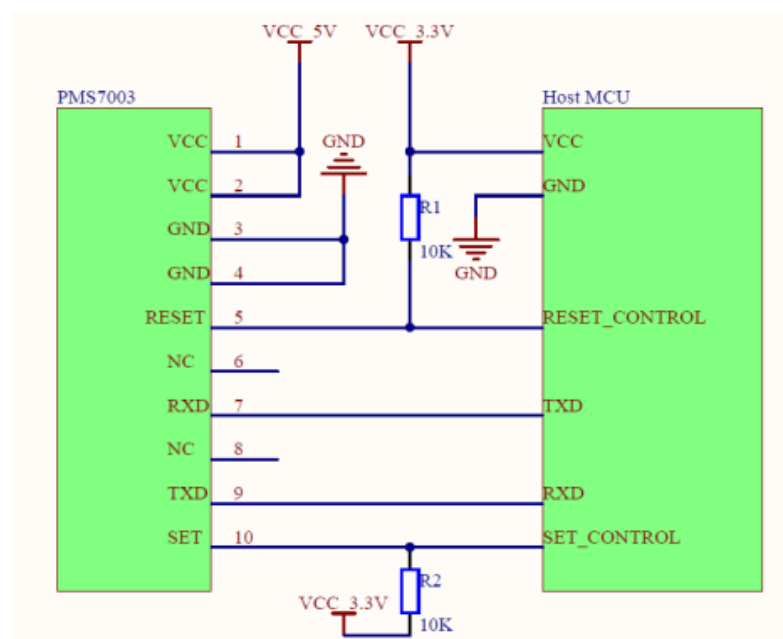 VCC_5V
VCC_3.3V
PMS7003
Host MCU
VCC 1
GND
VCC
VCC 2
GND
GND 3
R1
GND 4
10K
GND
RESET 5
RESET_CONTROL
NC 6
RXD 7
TXD
NC 8
TXD 9
RXD
SET 10
SET_CONTROL
R2
VCC_3.3V
10K